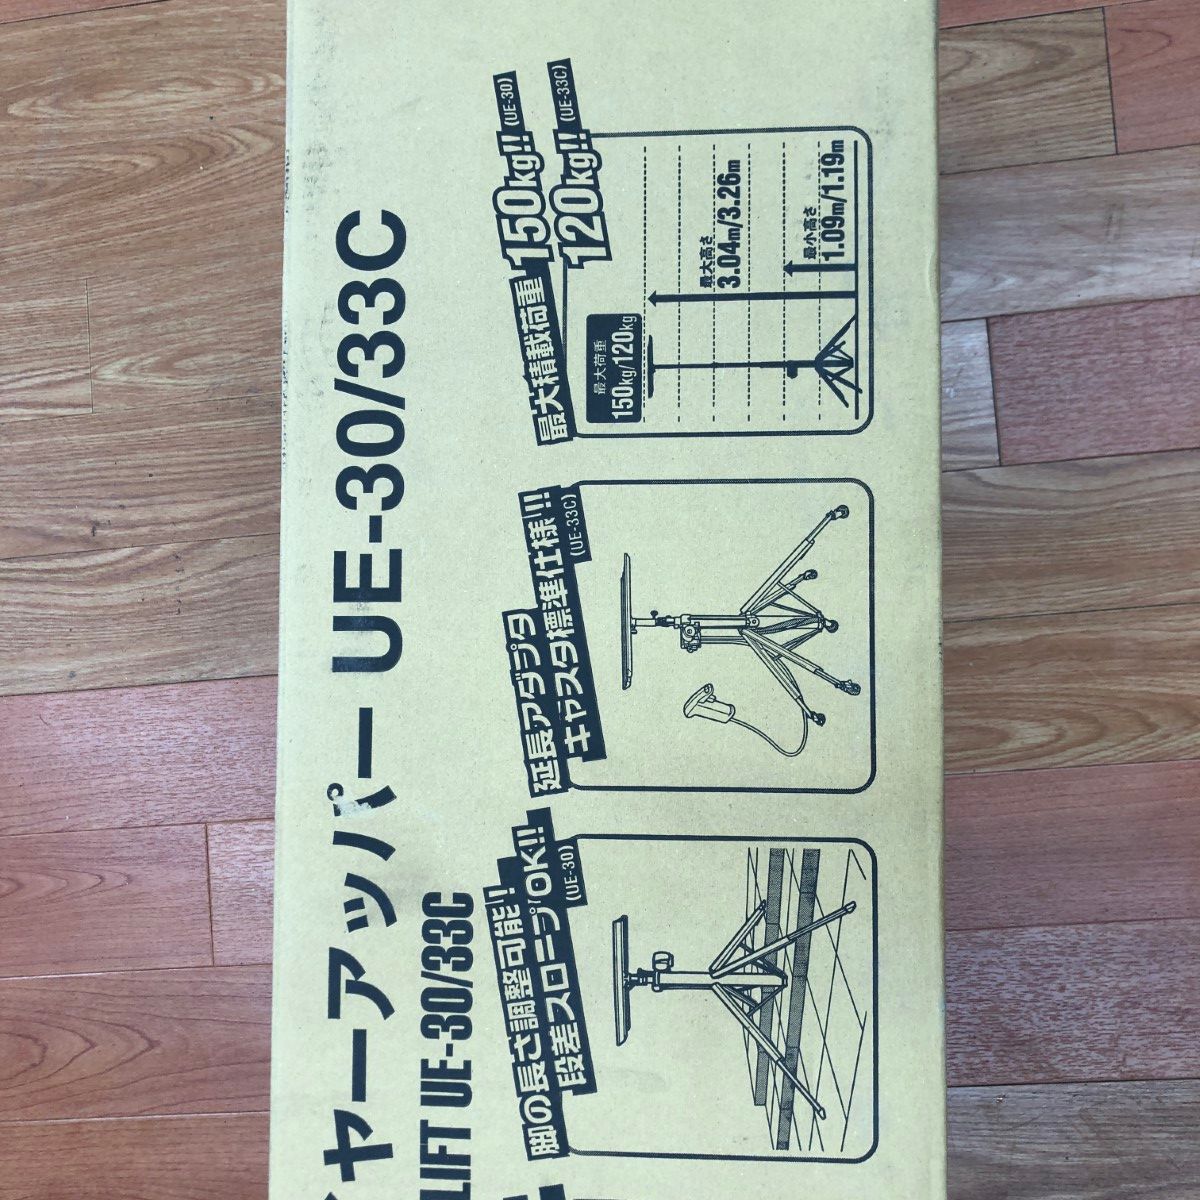 ャーアッパー UE-30/33C
LIFT UE-30/33C
脚の長さ調整可能!
段差スロープOK!!
(UE-30)
延長アダプタ
キャスタ標準仕様!!
(UE-33C)
最大積載荷重 150kg!! (UE-30)
120kg!! (UE-33C)
最大荷重
150kg/120kg
最大高さ
3.04m/3.26m
最小高さ
1.09m/1.19m